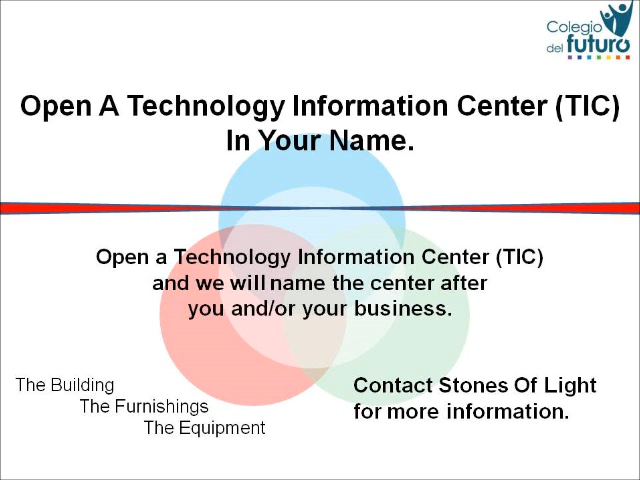 Colegio
del futuro
Open A Technology Information Center (TIC)
In Your Name.
Open a Technology Information Center (TIC)
and we will name the center after
you and/or your business.
The Building
The Furnishings
The Equipment
Contact Stones Of Light
for more information.